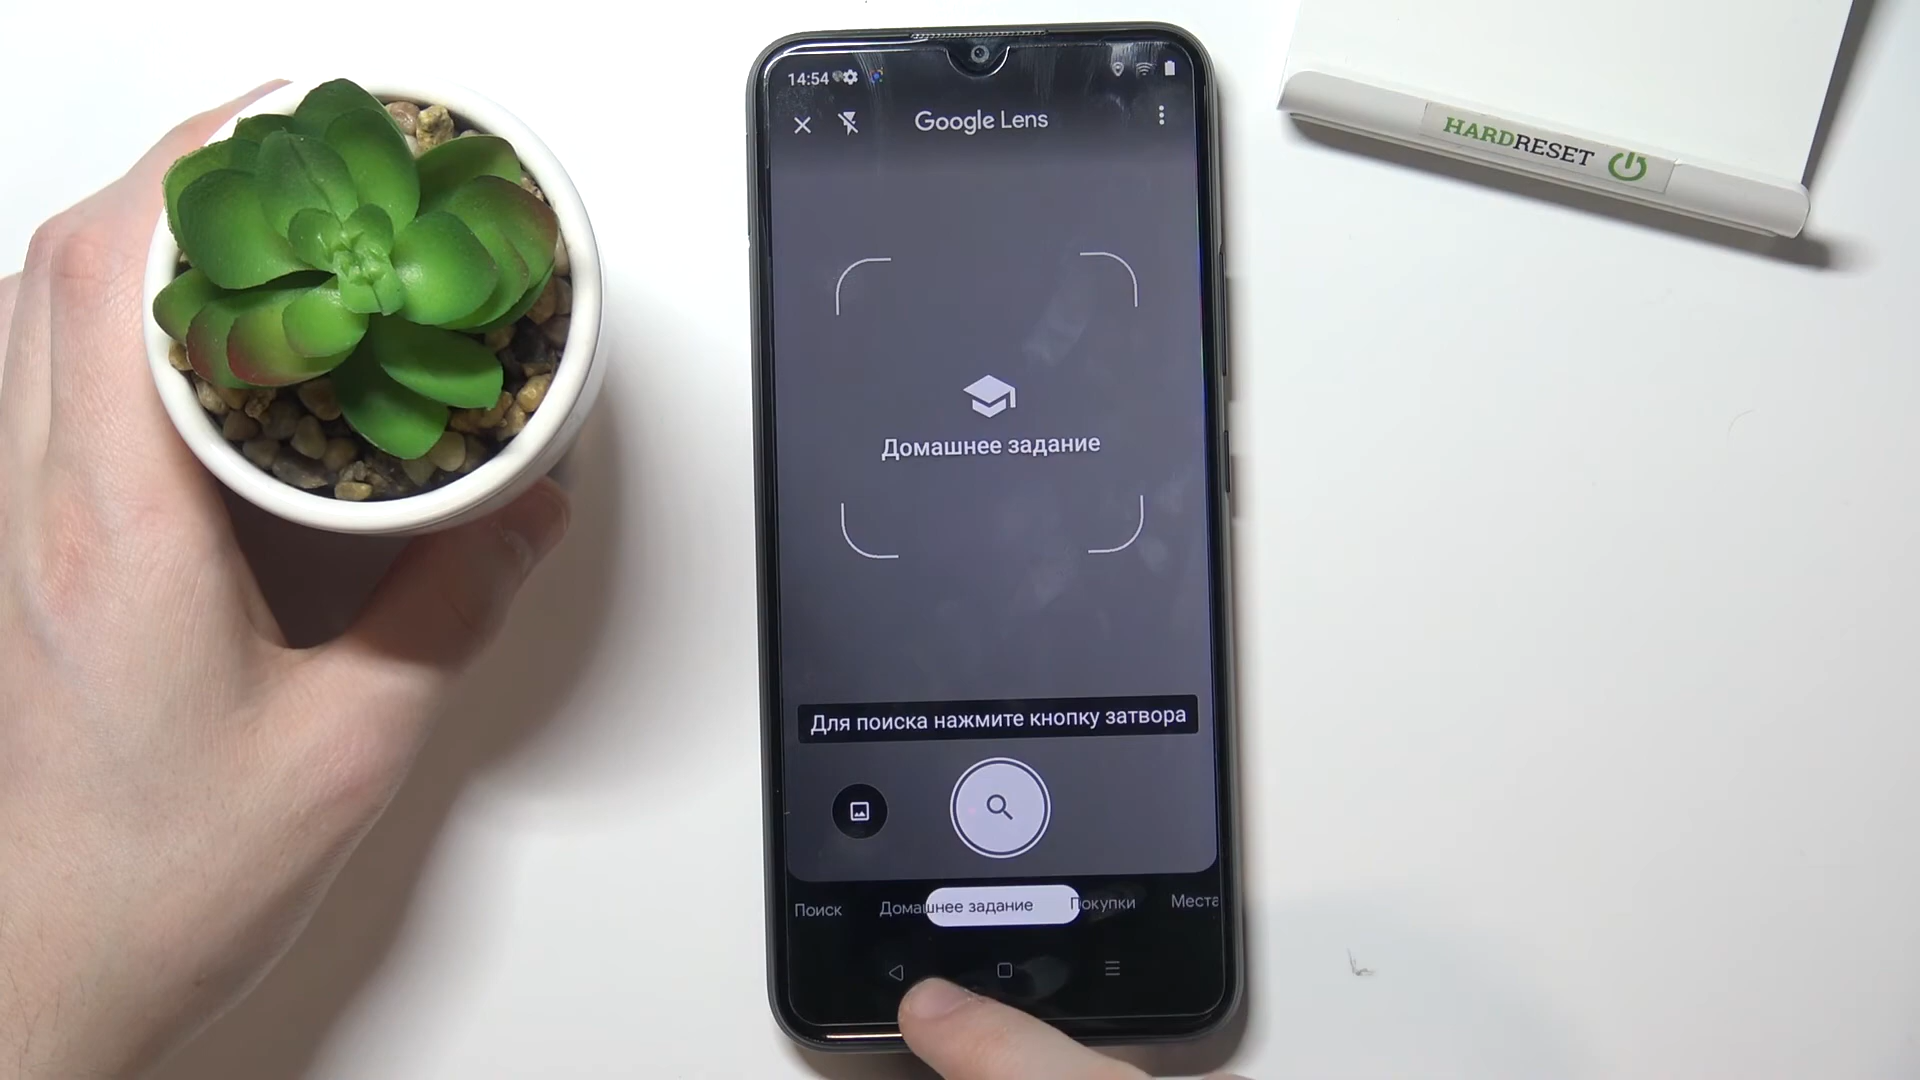 14:54
Google Lens
HARDRESET
Домашнее задание
Для поиска нажмите кнопку затвора
Поиск Домашнее задание Покупки Места